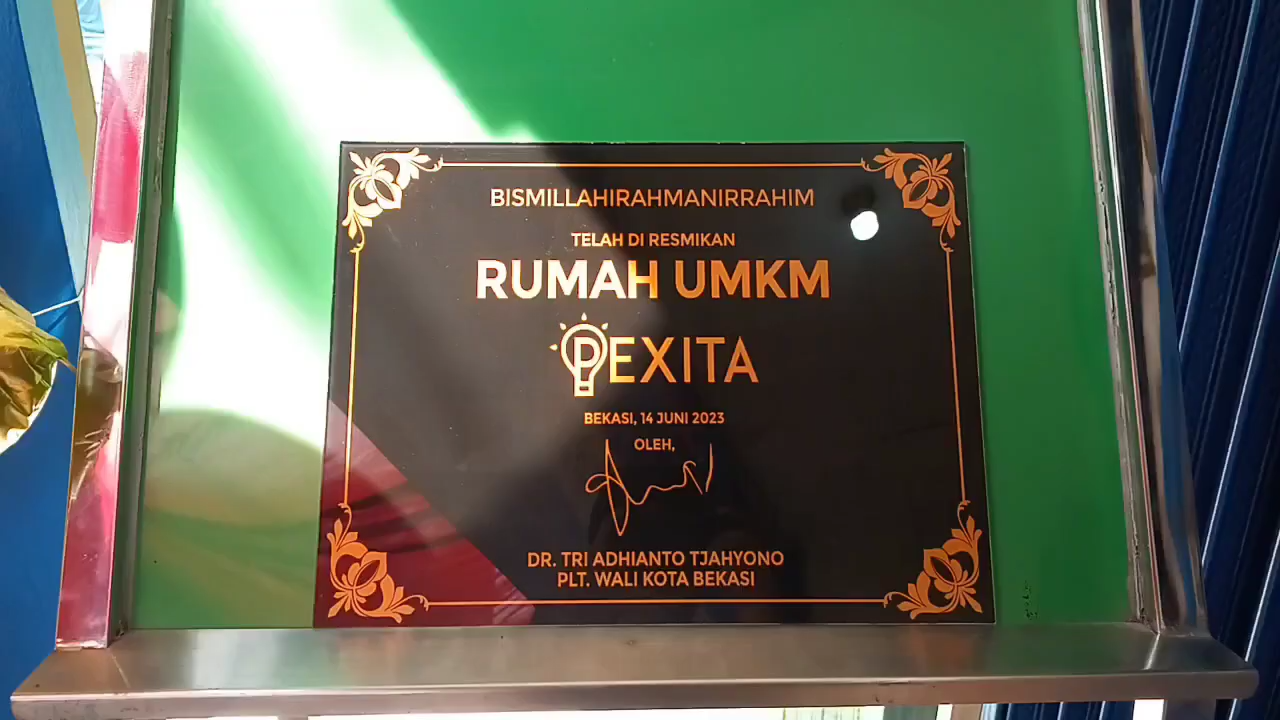 BISMILLAHIRAHMANIRRAHIM
TELAH DI RESMIKAN
RUMAH UMKM
PEXITA
BEKASI, 14 JUNI 2023
OLEH,
DR. TRI ADHIANTO TJAHYONO
PLT. WALI KOTA BEKASI